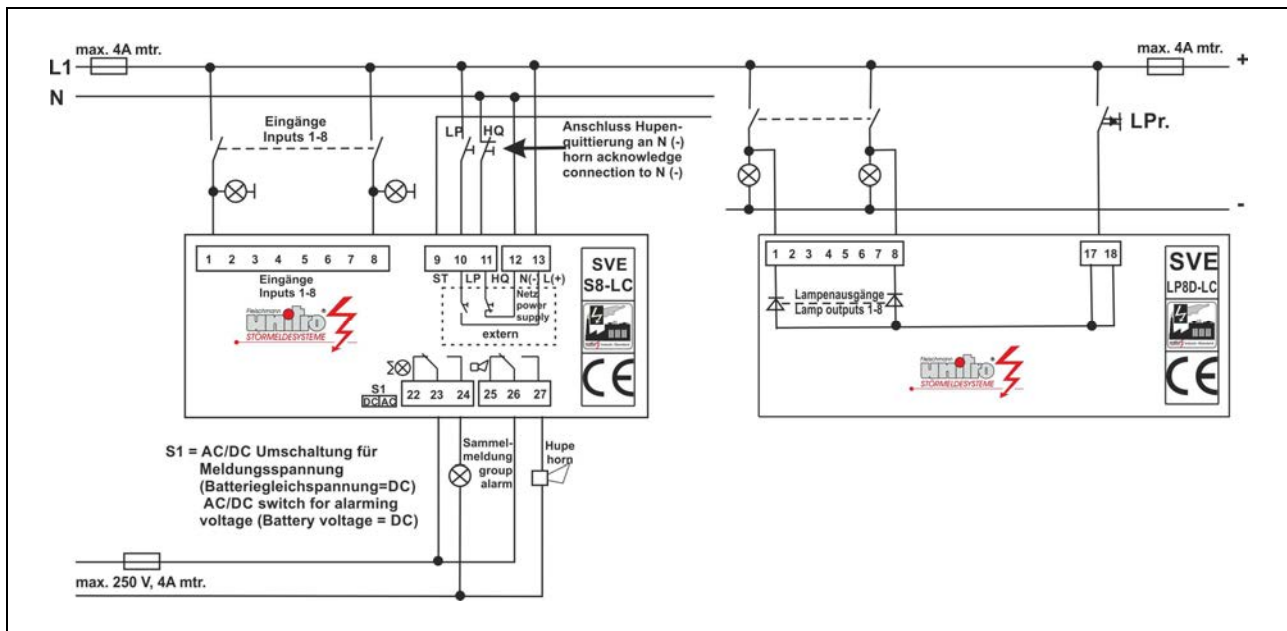 max. 4A mtr.
L1
N
Eingänge
Inputs 1-8
LP HQ
Anschluss Hupen-
quittierung an N (-)
horn acknowledge
connection to N (-)
1 2 3 4 5 6 7 8
Eingänge
Inputs 1-8
9 10 11 12 13
ST LP HQ N(-) L(+)
Netz
power
supply
extern
SVE
S8-LC
Fleischmann
unitro®
STÖRMELDESYSTEME
CE
S1
DC AC
22 23 24 25 26 27
S1 = AC/DC Umschaltung für
Meldungsspannung
(Batteriegleichspannung=DC)
AC/DC switch for alarming
voltage (Battery voltage = DC)
Sammel-
meldung
group
alarm
Hupe
horn
max. 250 V, 4A mtr.
max. 4A mtr.
+
LPr.
-
1 2 3 4 5 6 7 8
17 18
Lampenausgänge
Lamp outputs 1-8
SVE
LP8D-LC
Fleischmann
unitro®
STÖRMELDESYSTEME
CE